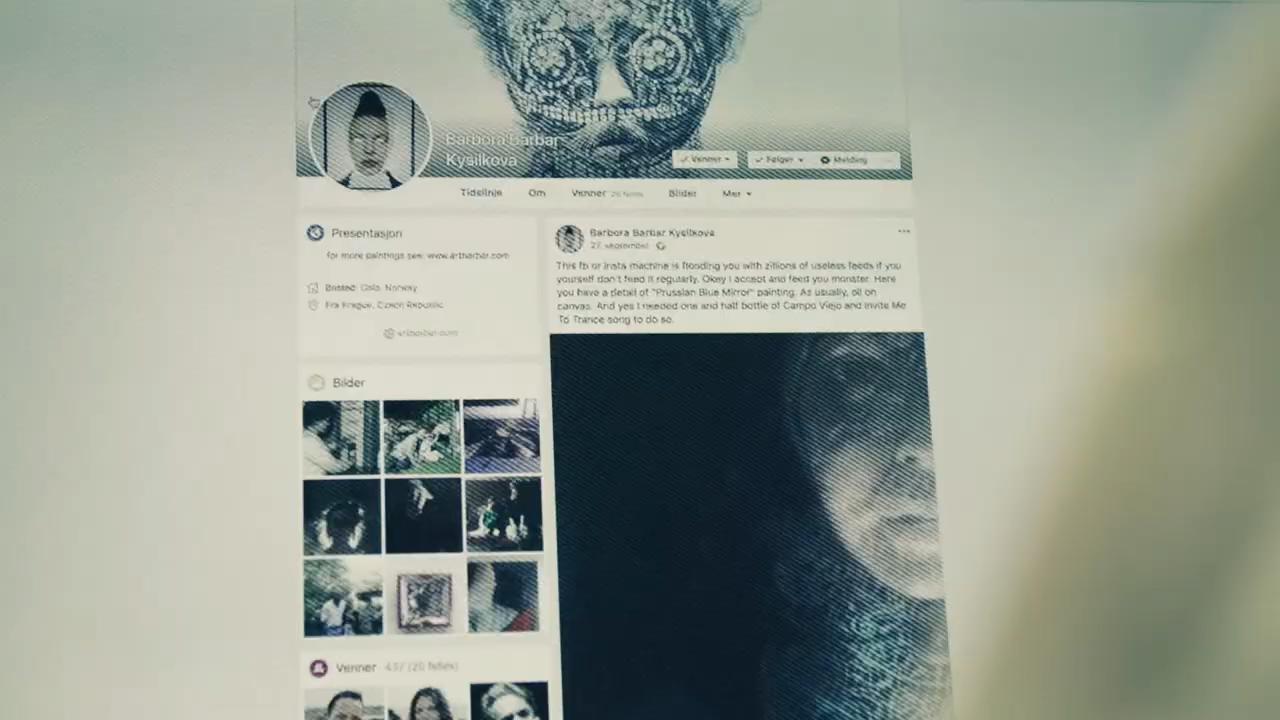 Barbora Barbar
Kysilkova
Venner
Følger
Melding
Tidslinje
Om
Venner 26 felles
Bilder
Mer
Presentasjon
for more paintings see: www.artbarbar.com
Bosted: Oslo, Norway
Fra Prague, Czech Republic
artbarbar.com
Bilder
Venner 437 (26 felles)
Barbora Barbar Kysilkova
27. september
This fb or insta machine is flooding you with zillions of useless feeds if you
yourself don't feed it regularly. Okay I accept and feed you monster. Here
you have a detail of "Prussian Blue Mirror" painting. As usually, oil on
canvas. And yes I needed one and half bottle of Campo Viejo and Invite Me
To Trance song to do so.